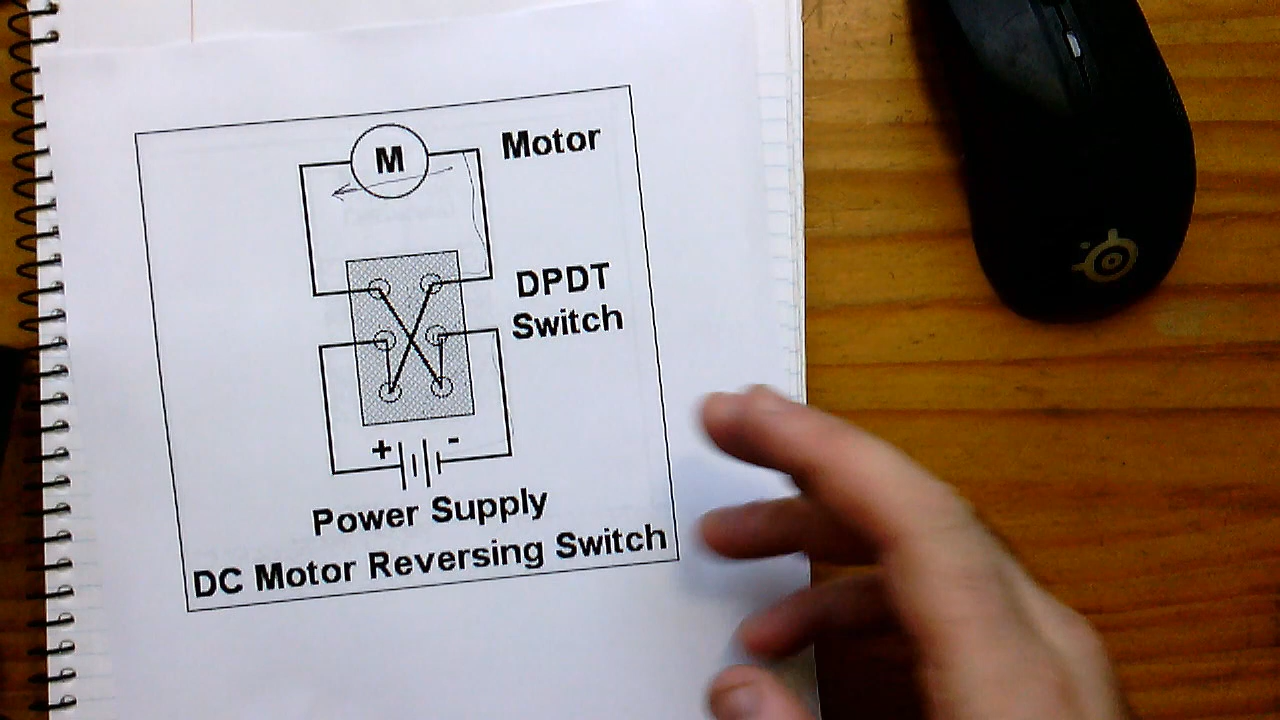 M
Motor
DPDT
Switch
+ -
Power Supply
DC Motor Reversing Switch